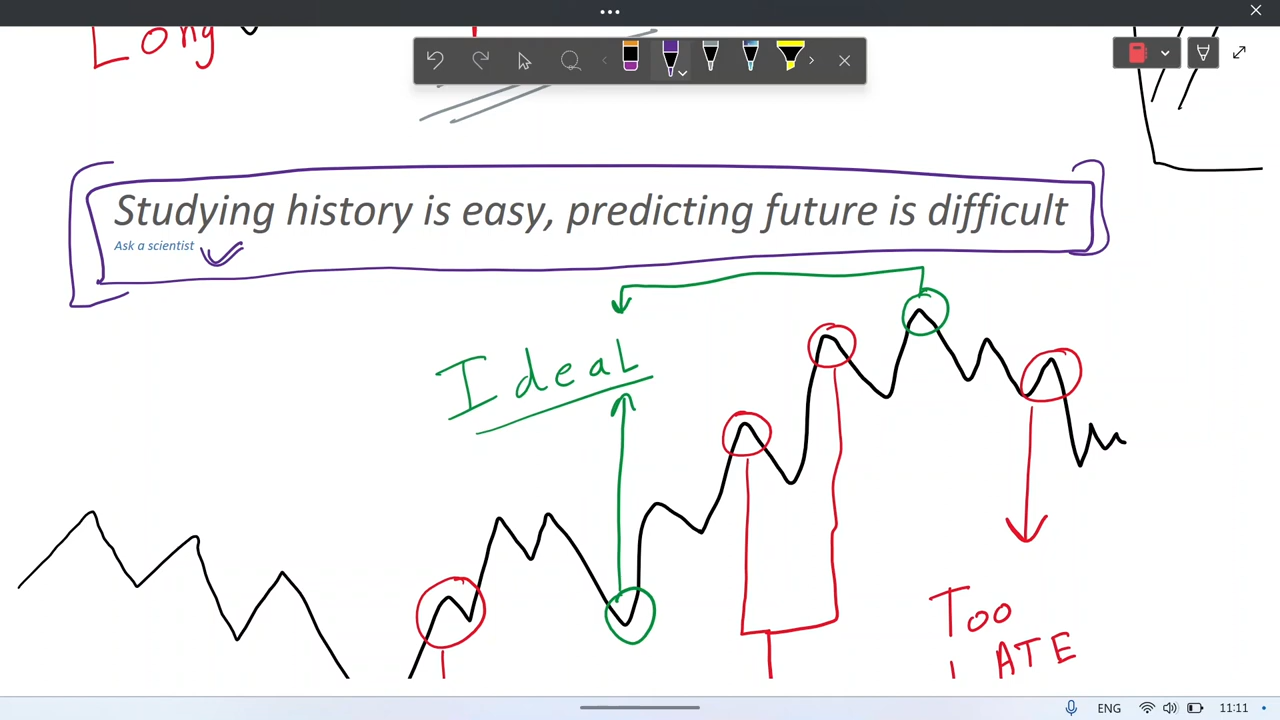 Long
Studying history is easy, predicting future is difficult
Ask a scientist
Ideal
Too
LATE
ENG
11:11